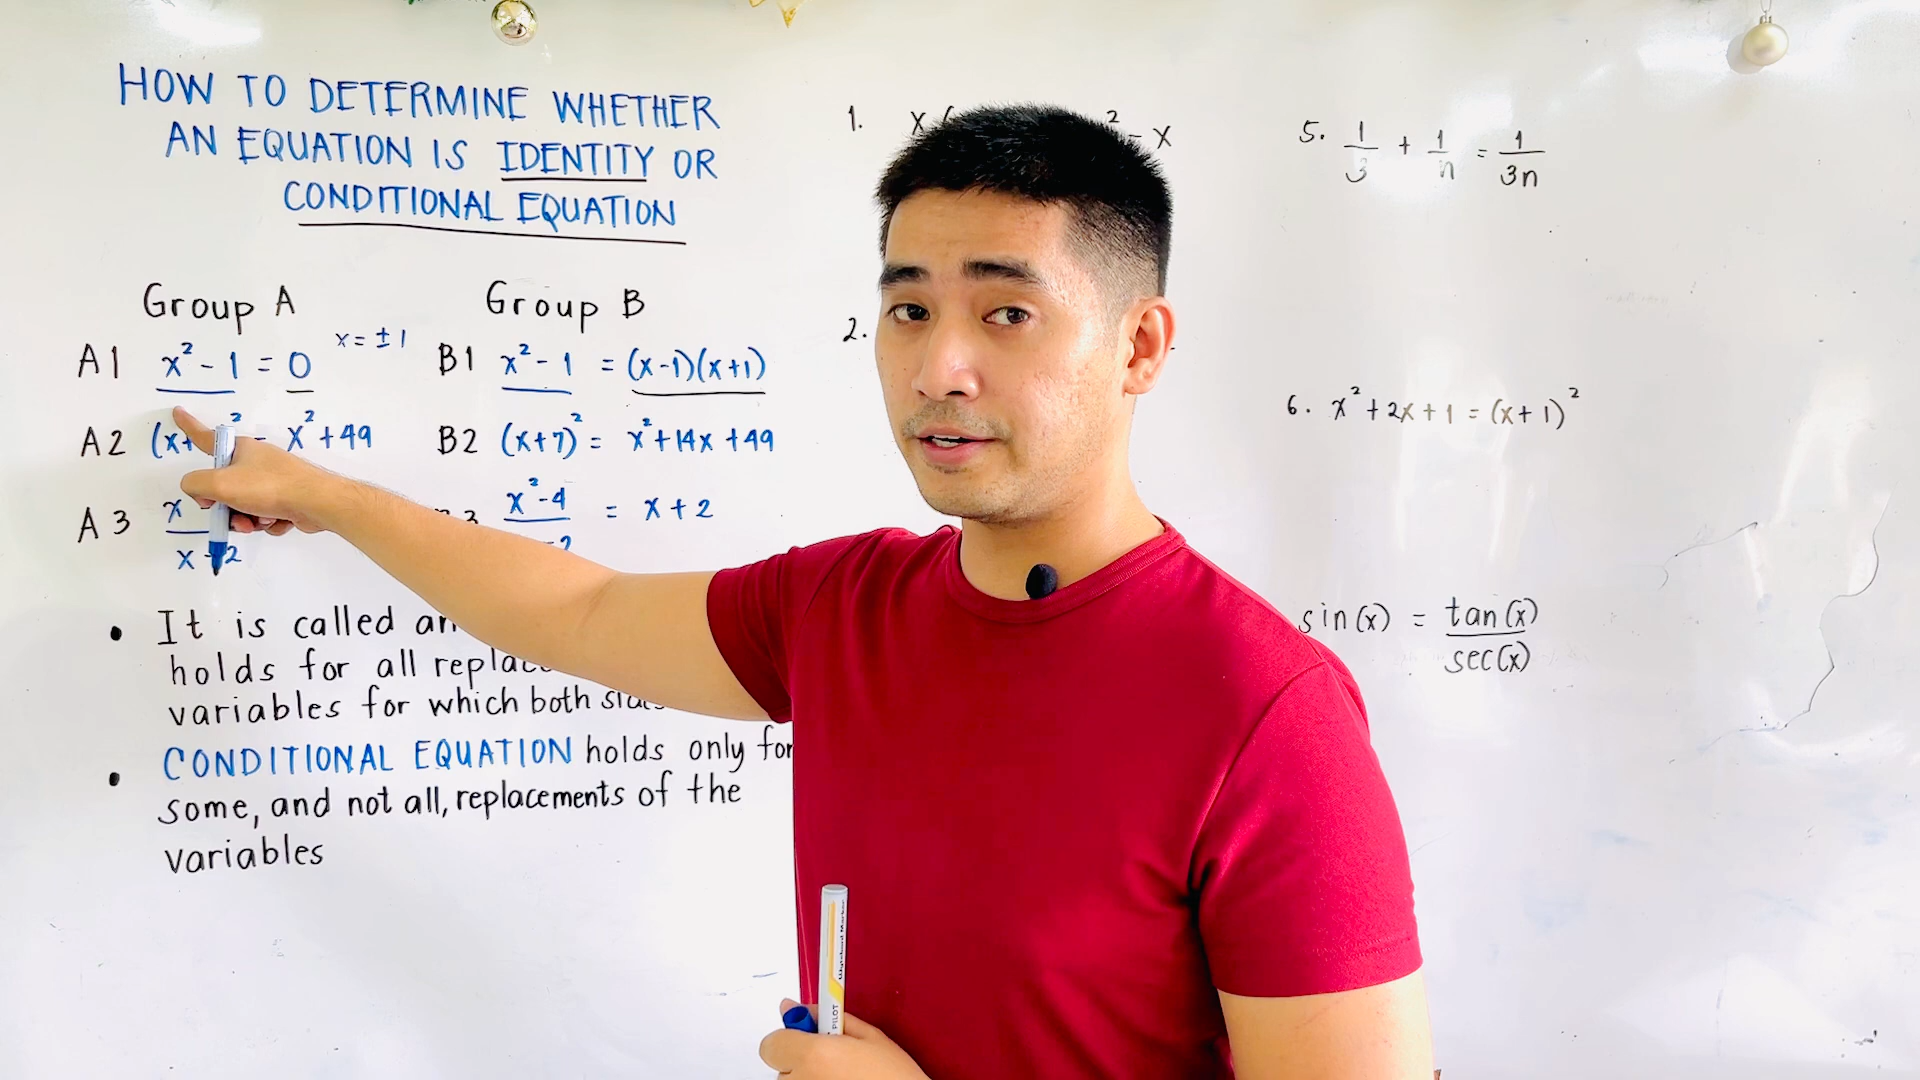 HOW TO DETERMINE WHETHER
AN EQUATION IS IDENTITY OR
CONDITIONAL EQUATION
Group A
A1 x² - 1 = 0 x = ± 1
A2 (x+ ² = x² + 49
A3 x
x 2
Group B
B1 x² - 1 = (x-1)(x+1)
B2 (x+7)² = x² + 14x + 49
3 x² - 4 / 2 = x + 2
• It is called an
holds for all
variables for which both
• CONDITIONAL EQUATION holds only for
some, and not all, replacements of the
variables
1. x ( ² - x
2.
5. 1/3 + 1/n = 1/3n
6. x² + 2x + 1 = (x + 1)²
sin(x) = tan(x) / sec(x)
PILOT